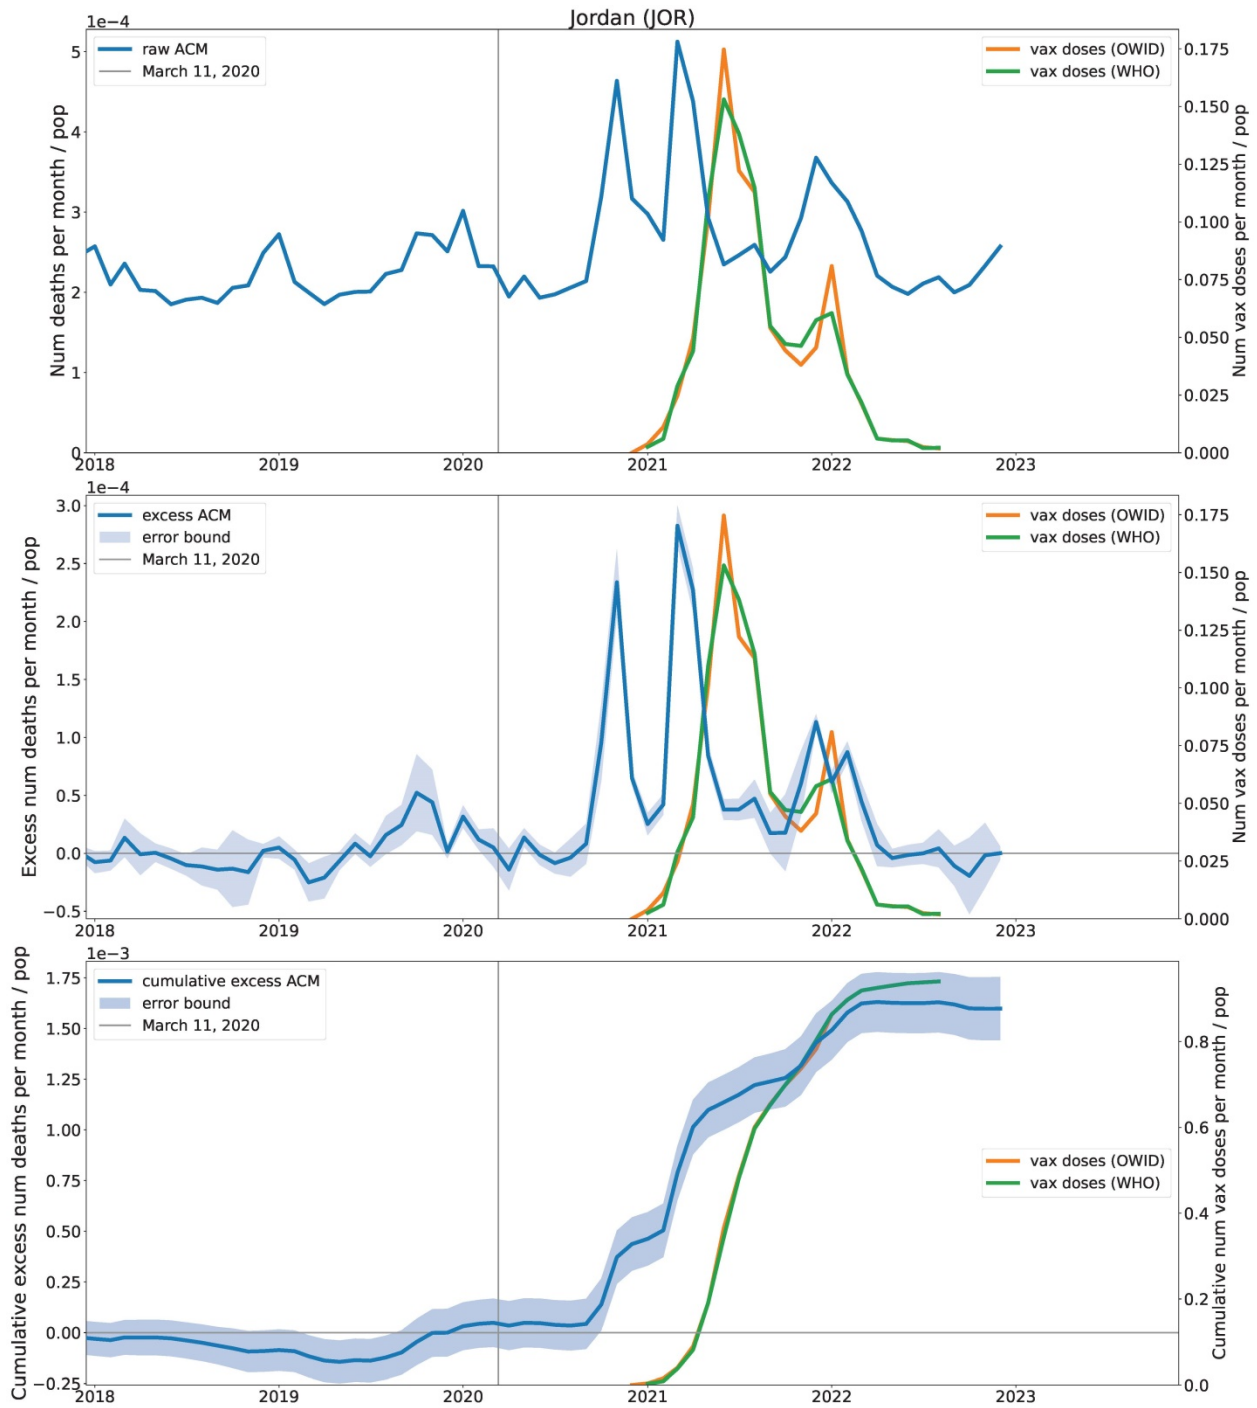 Jordan (JOR)
1e−4
raw ACM
March 11, 2020
vax doses (OWID)
vax doses (WHO)
Num deaths per month / pop
5
4
3
2
1
0
Num vax doses per month / pop
0.175
0.150
0.125
0.100
0.075
0.050
0.025
0.000
2018 2019 2020 2021 2022 2023
1e−4
excess ACM
error bound
March 11, 2020
vax doses (OWID)
vax doses (WHO)
Excess num deaths per month / pop
3.0
2.5
2.0
1.5
1.0
0.5
0.0
−0.5
Num vax doses per month / pop
0.175
0.150
0.125
0.100
0.075
0.050
0.025
0.000
2018 2019 2020 2021 2022 2023
1e−3
cumulative excess ACM
error bound
March 11, 2020
vax doses (OWID)
vax doses (WHO)
Cumulative excess num deaths per month / pop
1.75
1.50
1.25
1.00
0.75
0.50
0.25
0.00
−0.25
Cumulative num vax doses per month / pop
0.8
0.6
0.4
0.2
0.0
2018 2019 2020 2021 2022 2023